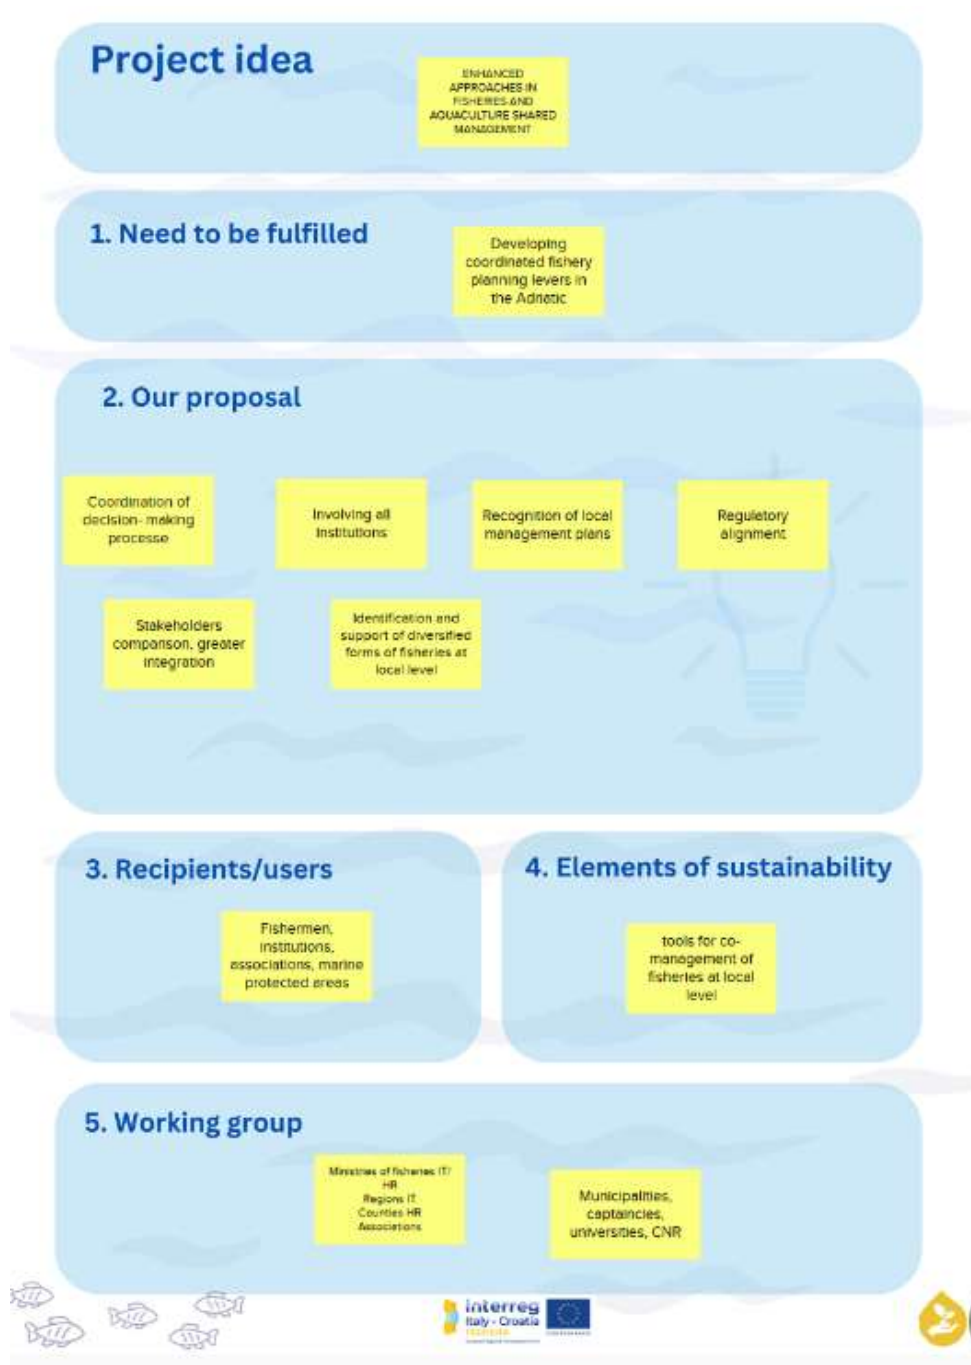 Project idea
ENHANCED
APPROACHES IN
FISHERIES AND
AQUACULTURE SHARED
MANAGEMENT
1. Need to be fulfilled
Developing
coordinated fishery
planning levers in
the Adriatic
2. Our proposal
Coordination of
decision- making
processe
Involving all
Institutions
Recognition of local
management plans
Regulatory
alignment
Stakeholders
comparison, greater
integration
Identification and
support of diversified
forms of fisheries at
local level
3. Recipients/users
Fishermen,
institutions,
associations, marine
protected areas
4. Elements of sustainability
tools for co-
management of
fisheries at local
level
5. Working group
Ministries of fisheries IT/
HR
Regions IT
Counties HR
Associations
Municipalities,
captaincies,
universities, CNR
interreg
Italy - Croatia